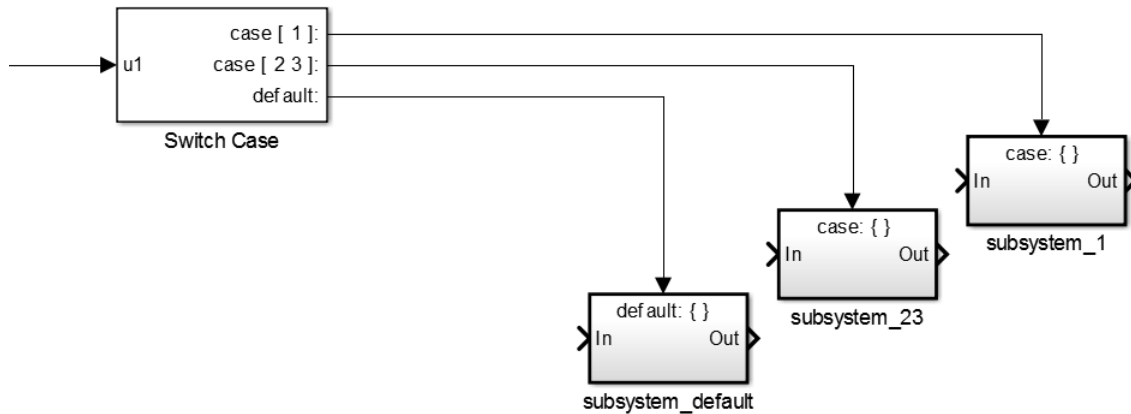 case [ 1 ]:
u1
case [ 2 3 ]:
default:
Switch Case
case: { }
In
Out
subsystem_1
case: { }
In
Out
subsystem_23
default: { }
In
Out
subsystem_default